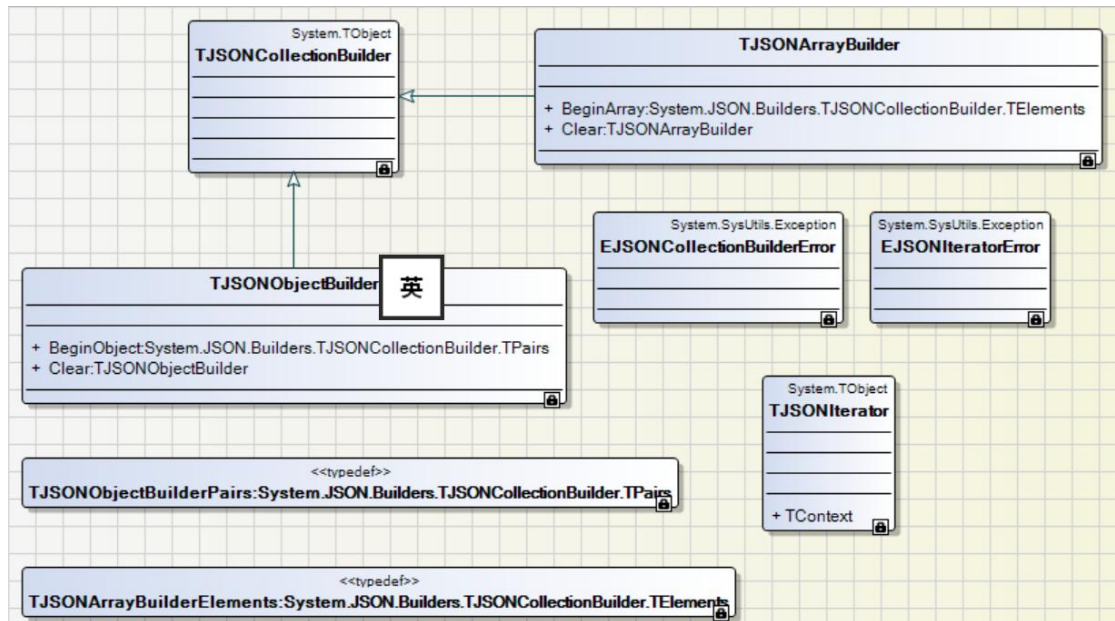 System.TObject
TJSONCollectionBuilder
TJSONArrayBuilder
+ BeginArray:System.JSON.Builders.TJSONCollectionBuilder.TElements
+ Clear:TJSONArrayBuilder
System.SysUtils.Exception
EJSONCollectionBuilderError
System.SysUtils.Exception
EJSONIteratorError
TJSONObjectBuilder
英
+ BeginObject:System.JSON.Builders.TJSONCollectionBuilder.TPairs
+ Clear:TJSONObjectBuilder
System.TObject
TJSONIterator
+ TContext
<<typedef>>
TJSONObjectBuilderPairs:System.JSON.Builders.TJSONCollectionBuilder.TPairs
<<typedef>>
TJSONArrayBuilderElements:System.JSON.Builders.TJSONCollectionBuilder.TElements